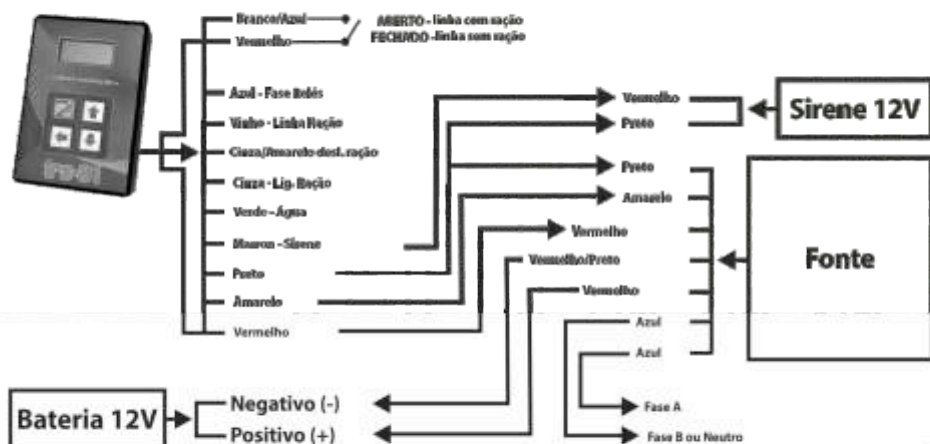 Branco/Azul
ABERTO - linha com ração
Vermelho
FECHADO - linha sem ração
Azul - Fase Relés
Vinho - Linha Ração
Cinza/Amarelo desl. ração
Cinza - Lig. Ração
Verde - Água
Marron - Sirene
Preto
Amarelo
Vermelho
Vermelho
Preto
Sirene 12V
Preto
Amarelo
Vermelho
Vermelho/Preto
Vermelho
Azul
Azul
Fonte
Fase A
Fase B ou Neutro
Bateria 12V
Negativo (-)
Positivo (+)